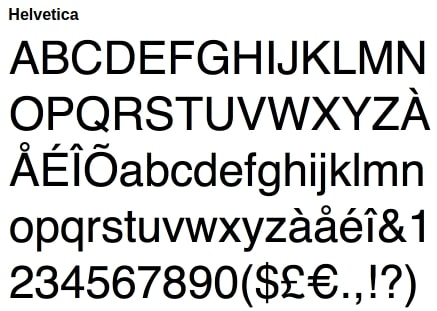 Helvetica
ABCDEFGHIJKLMN
OPQRSTUVWXYZÀ
ÅÉÎÕabcdefghijklmn
opqrstuvwxyzàåéî&1
234567890($£€.,!?)